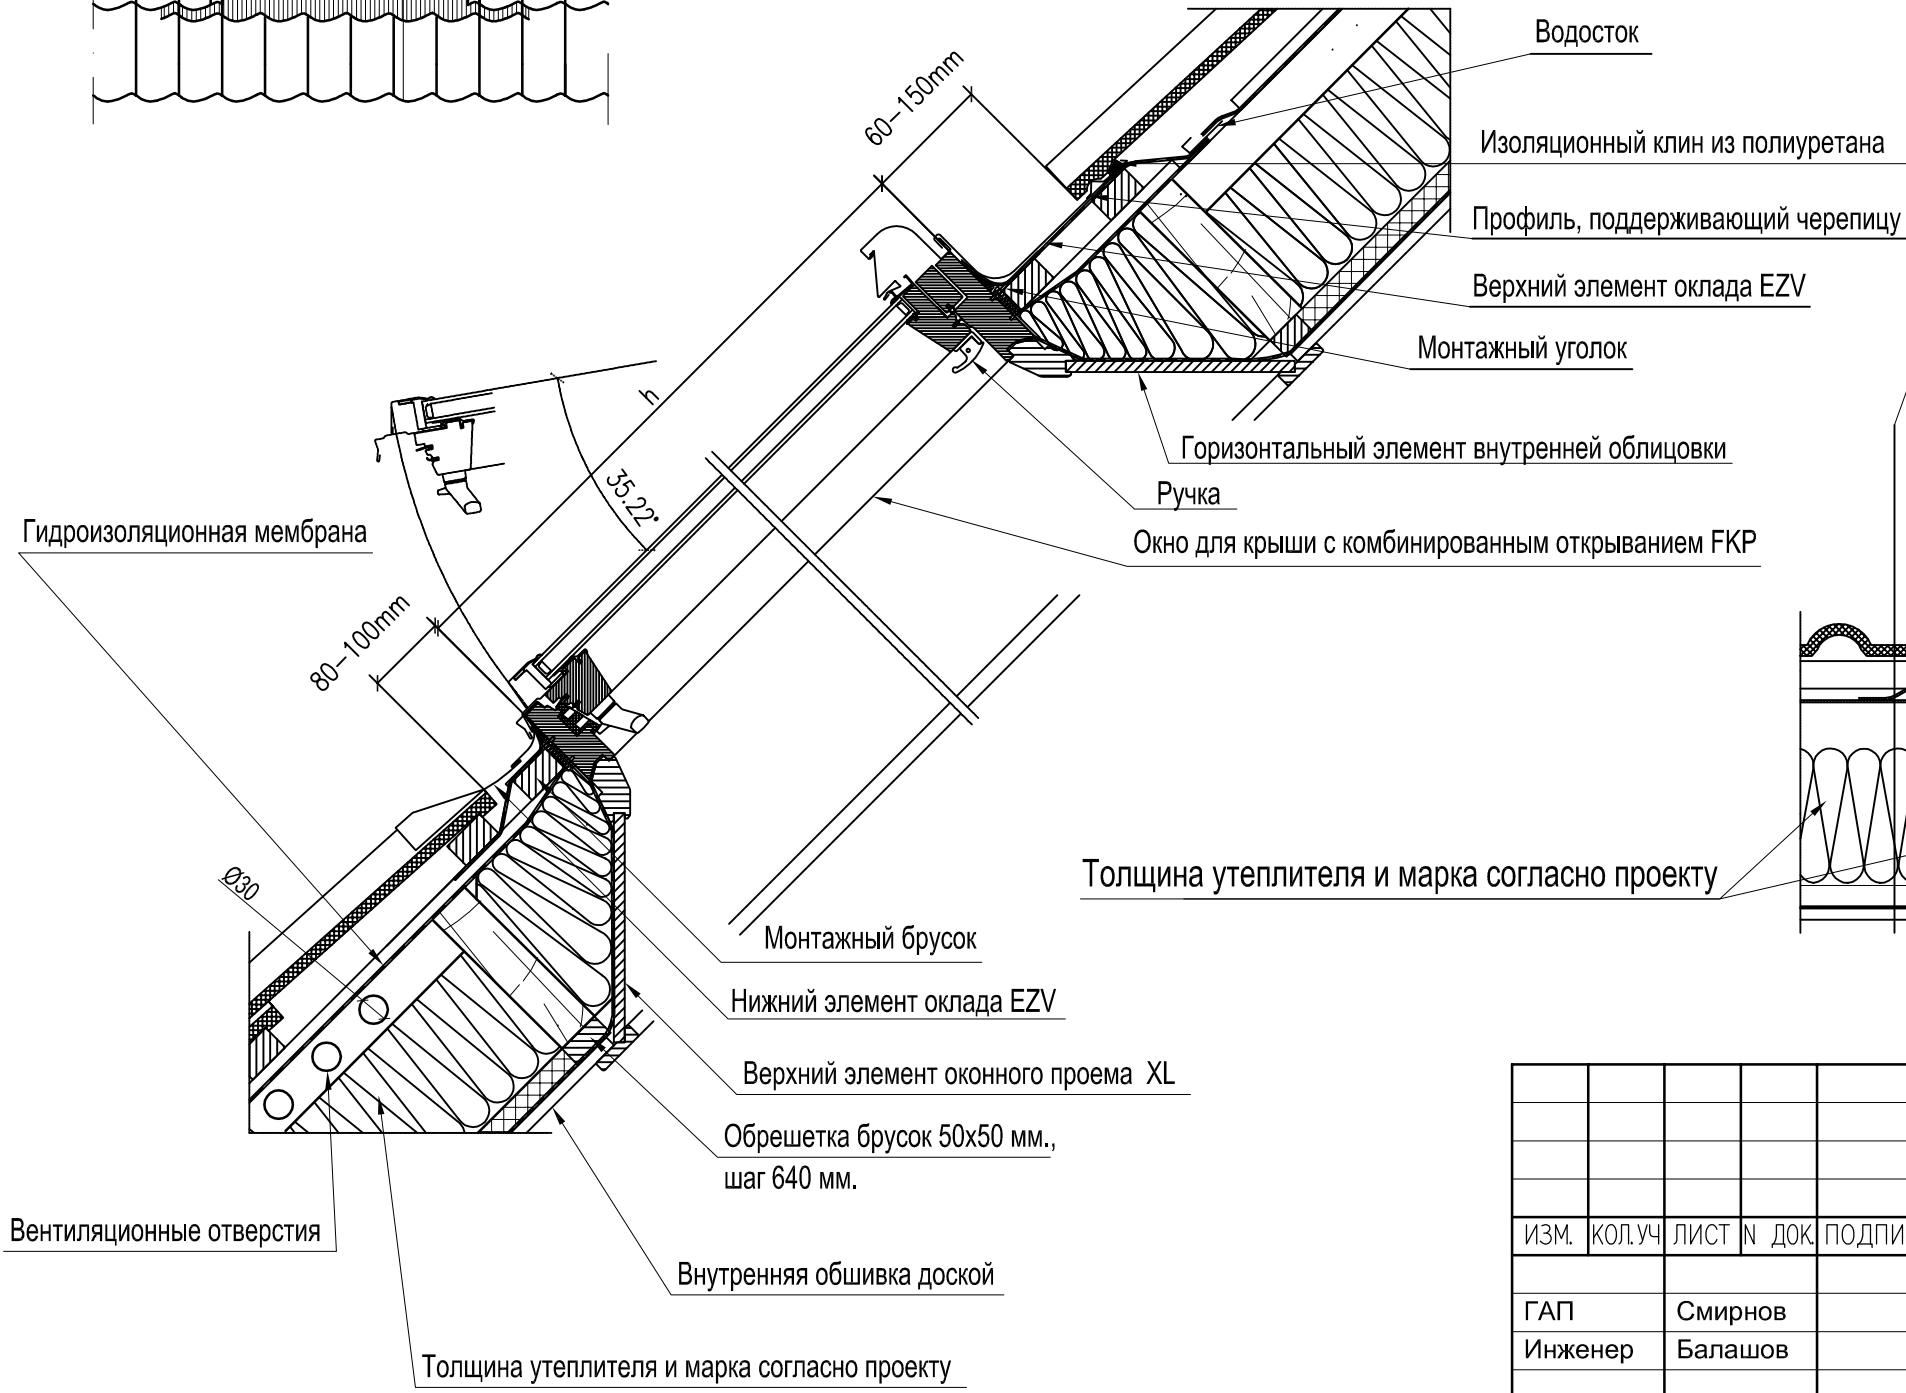 Водосток
60–150mm
Изоляционный клин из полиуретана
Профиль, поддерживающий черепицу
Верхний элемент оклада EZV
Монтажный уголок
h
Горизонтальный элемент внутренней облицовки
35.22°
Ручка
Гидроизоляционная мембрана
Окно для крыши с комбинированным открыванием FKP
80–100mm
Ø30
Толщина утеплителя и марка согласно проекту
Монтажный брусок
Нижний элемент оклада EZV
Верхний элемент оконного проема XL
Обрешетка брусок 50х50 мм.,
шаг 640 мм.
Вентиляционные отверстия
Внутренняя обшивка доской
Толщина утеплителя и марка согласно проекту
ИЗМ. КОЛ.УЧ ЛИСТ N ДОК. ПОДПИ
ГАП Смирнов
Инженер Балашов